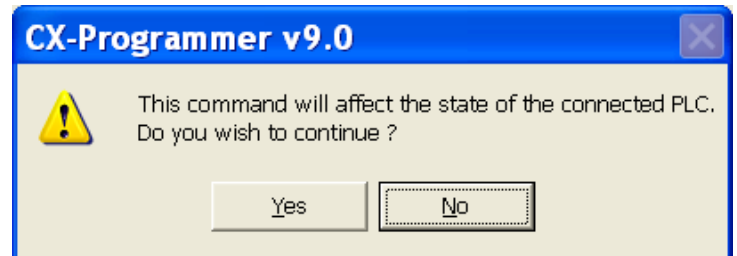 CX-Programmer v9.0
This command will affect the state of the connected PLC.
Do you wish to continue ?
Yes
No